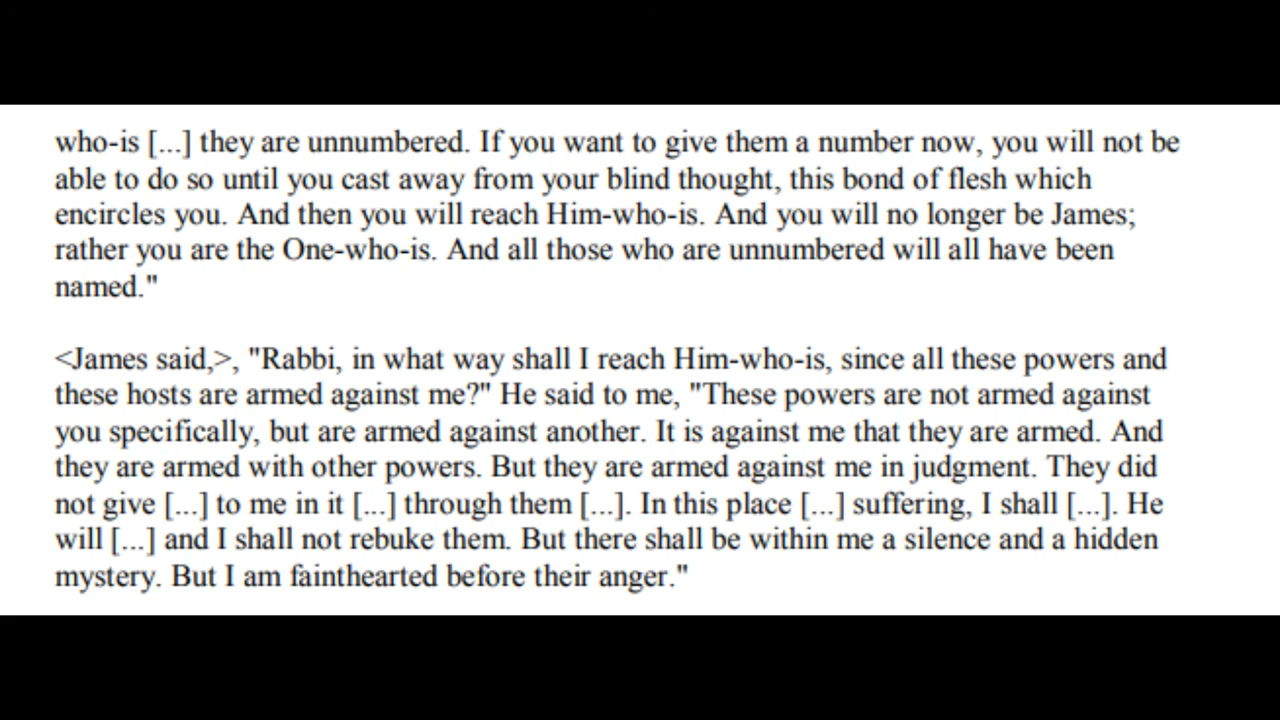 who-is [...] they are unnumbered. If you want to give them a number now, you will not be
able to do so until you cast away from your blind thought, this bond of flesh which
encircles you. And then you will reach Him-who-is. And you will no longer be James;
rather you are the One-who-is. And all those who are unnumbered will all have been
named."
<James said,>, "Rabbi, in what way shall I reach Him-who-is, since all these powers and
these hosts are armed against me?" He said to me, "These powers are not armed against
you specifically, but are armed against another. It is against me that they are armed. And
they are armed with other powers. But they are armed against me in judgment. They did
not give [...] to me in it [...] through them [...]. In this place [...] suffering, I shall [...]. He
will [...] and I shall not rebuke them. But there shall be within me a silence and a hidden
mystery. But I am fainthearted before their anger."